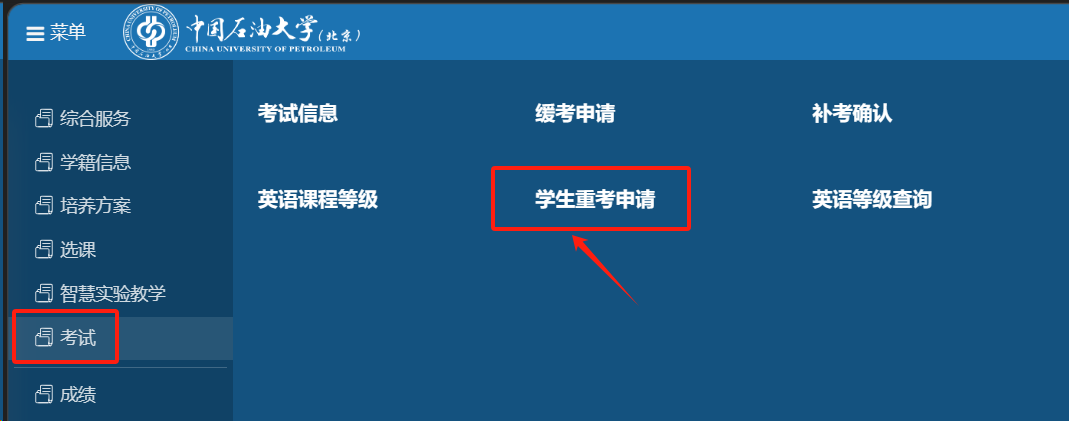 菜单
中国石油大学(北京)
CHINA UNIVERSITY OF PETROLEUM
综合服务
学籍信息
培养方案
选课
智慧实验教学
考试
成绩
考试信息
缓考申请
补考确认
英语课程等级
学生重考申请
英语等级查询